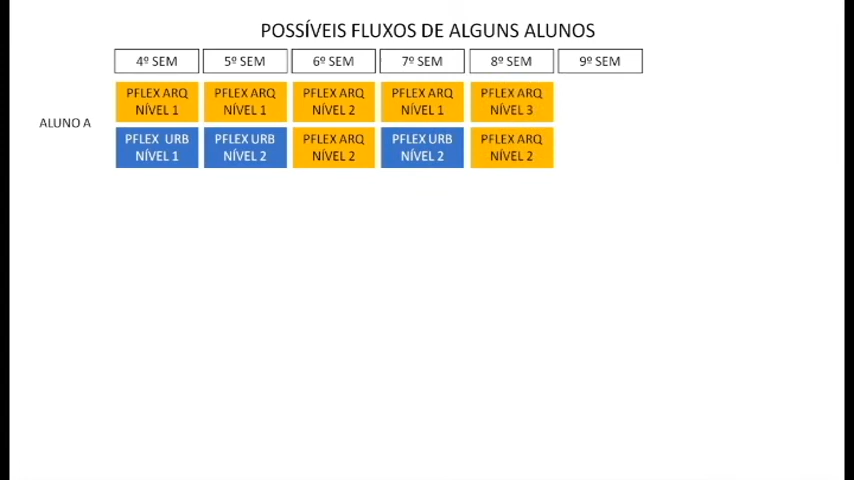 POSSÍVEIS FLUXOS DE ALGUNS ALUNOS
4º SEM 5º SEM 6º SEM 7º SEM 8º SEM 9º SEM
ALUNO A
PFLEX ARQ PFLEX ARQ PFLEX ARQ PFLEX ARQ PFLEX ARQ
NÍVEL 1 NÍVEL 1 NÍVEL 2 NÍVEL 1 NÍVEL 3
PFLEX URB PFLEX URB PFLEX ARQ PFLEX URB PFLEX ARQ
NÍVEL 1 NÍVEL 2 NÍVEL 2 NÍVEL 2 NÍVEL 2